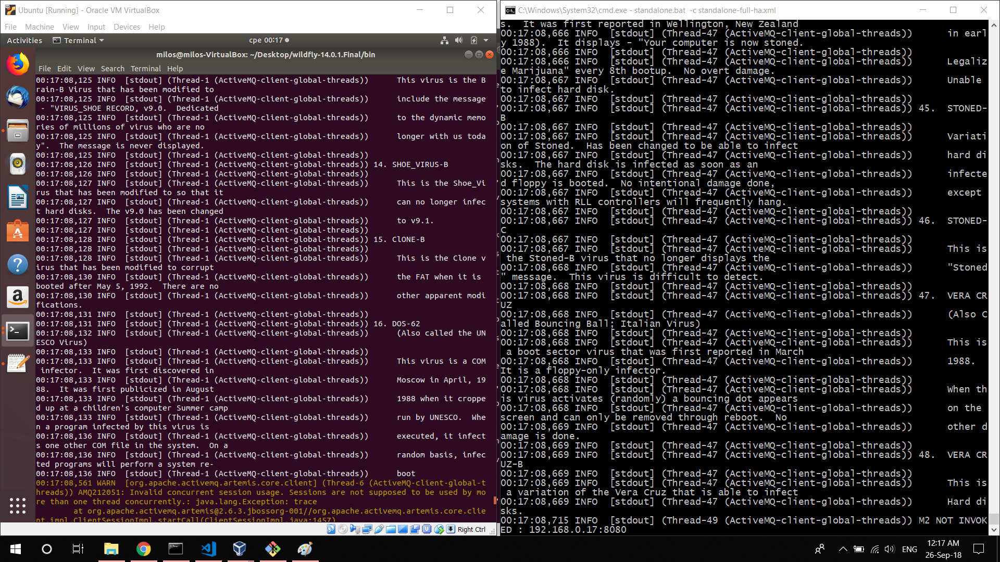 Ubuntu [Running] - Oracle VM VirtualBox
File Machine View Input Devices Help
Activities Terminal cpe 00:17
milos@milos-VirtualBox: ~/Desktop/wildfly-14.0.1.Final/bin
File Edit View Search Terminal Help
00:17:08,125 INFO  [stdout] (Thread-1 (ActiveMQ-client-global-threads))      This virus is the B
rain-B Virus that has been modified to
00:17:08,125 INFO  [stdout] (Thread-1 (ActiveMQ-client-global-threads))      include the message
 - "VIRUS_SHOE RECORD, v9.0.  Dedicated
00:17:08,125 INFO  [stdout] (Thread-1 (ActiveMQ-client-global-threads))      to the dynamic memo
ries of millions of virus who are no
00:17:08,125 INFO  [stdout] (Thread-1 (ActiveMQ-client-global-threads))      longer with us toda
y".  The message is never displayed.
00:17:08,125 INFO  [stdout] (Thread-1 (ActiveMQ-client-global-threads))
00:17:08,126 INFO  [stdout] (Thread-1 (ActiveMQ-client-global-threads)) 14. SHOE_VIRUS-B
00:17:08,126 INFO  [stdout] (Thread-1 (ActiveMQ-client-global-threads))
00:17:08,127 INFO  [stdout] (Thread-1 (ActiveMQ-client-global-threads))      This is the Shoe_Vi
rus that has been modified to so that it
00:17:08,127 INFO  [stdout] (Thread-1 (ActiveMQ-client-global-threads))      can no longer infec
t hard disks.  The v9.0 has been changed
00:17:08,127 INFO  [stdout] (Thread-1 (ActiveMQ-client-global-threads))      to v9.1.
00:17:08,127 INFO  [stdout] (Thread-1 (ActiveMQ-client-global-threads))
00:17:08,128 INFO  [stdout] (Thread-1 (ActiveMQ-client-global-threads)) 15. ClONE-B
00:17:08,128 INFO  [stdout] (Thread-1 (ActiveMQ-client-global-threads))
00:17:08,128 INFO  [stdout] (Thread-1 (ActiveMQ-client-global-threads))      This is the Clone v
irus that has been modified to corrupt
00:17:08,130 INFO  [stdout] (Thread-1 (ActiveMQ-client-global-threads))      the FAT when it is
booted after May 5, 1992.  There are no
00:17:08,130 INFO  [stdout] (Thread-1 (ActiveMQ-client-global-threads))      other apparent modi
fications.
00:17:08,131 INFO  [stdout] (Thread-1 (ActiveMQ-client-global-threads))
00:17:08,131 INFO  [stdout] (Thread-1 (ActiveMQ-client-global-threads)) 16. DOS-62
00:17:08,132 INFO  [stdout] (Thread-1 (ActiveMQ-client-global-threads))      (Also called the UN
ESCO Virus)
00:17:08,133 INFO  [stdout] (Thread-1 (ActiveMQ-client-global-threads))
00:17:08,133 INFO  [stdout] (Thread-1 (ActiveMQ-client-global-threads))      This virus is a COM
 infector.  It was first discovered in
00:17:08,133 INFO  [stdout] (Thread-1 (ActiveMQ-client-global-threads))      Moscow in April, 19
88.  It was first publicized in August
00:17:08,133 INFO  [stdout] (Thread-1 (ActiveMQ-client-global-threads))      1988 when it croppe
d up at a children's computer Summer camp
00:17:08,133 INFO  [stdout] (Thread-1 (ActiveMQ-client-global-threads))      run by UNESCO.  Whe
n a program infected by this virus is
00:17:08,136 INFO  [stdout] (Thread-1 (ActiveMQ-client-global-threads))      executed, it infect
s one other COM file in the system.  On a
00:17:08,136 INFO  [stdout] (Thread-1 (ActiveMQ-client-global-threads))      random basis, infec
ted programs will perform a system re-
00:17:08,136 INFO  [stdout] (Thread-1 (ActiveMQ-client-global-threads))      boot
00:17:08,561 WARN  [org.apache.activemq.artemis.core.client] (Thread-6 (ActiveMQ-client-global-t
hreads)) AMQ212051: Invalid concurrent session usage. Sessions are not supposed to be used by mo
re than one thread concurrently.: java.lang.Exception: trace
        at org.apache.activemq.artemis@2.6.3.jbossorg-001//org.apache.activemq.artemis.core.clie
nt.impl.ClientSessionImpl.startCall(ClientSessionImpl.java:1457)
Right Ctrl
C:\Windows\System32\cmd.exe - standalone.bat  -c standalone-full-ha.xml
s.  It was first reported in Wellington, New Zealand
00:17:08,666 INFO  [stdout] (Thread-47 (ActiveMQ-client-global-threads))      in earl
y 1988).  It displays - "Your computer is now stoned.
00:17:08,666 INFO  [stdout] (Thread-47 (ActiveMQ-client-global-threads))
00:17:08,666 INFO  [stdout] (Thread-47 (ActiveMQ-client-global-threads))      Legaliz
e Marijuana" every 8th bootup.  No overt damage.
00:17:08,667 INFO  [stdout] (Thread-47 (ActiveMQ-client-global-threads))      Unable
to infect hard disk.
00:17:08,667 INFO  [stdout] (Thread-47 (ActiveMQ-client-global-threads))
00:17:08,667 INFO  [stdout] (Thread-47 (ActiveMQ-client-global-threads)) 45.  STONED-
B
00:17:08,667 INFO  [stdout] (Thread-47 (ActiveMQ-client-global-threads))
00:17:08,667 INFO  [stdout] (Thread-47 (ActiveMQ-client-global-threads))      Variati
on of Stoned.  Has been changed to be able to infect
00:17:08,667 INFO  [stdout] (Thread-47 (ActiveMQ-client-global-threads))      hard di
sks.  The hard disk is infected as soon as an
00:17:08,667 INFO  [stdout] (Thread-47 (ActiveMQ-client-global-threads))      infecte
d floppy is booted.  No intentional damage done,
00:17:08,667 INFO  [stdout] (Thread-47 (ActiveMQ-client-global-threads))      except
systems with RLL controllers will frequently hang.
00:17:08,667 INFO  [stdout] (Thread-47 (ActiveMQ-client-global-threads))
00:17:08,667 INFO  [stdout] (Thread-47 (ActiveMQ-client-global-threads)) 46.  STONED-
C
00:17:08,667 INFO  [stdout] (Thread-47 (ActiveMQ-client-global-threads))
00:17:08,667 INFO  [stdout] (Thread-47 (ActiveMQ-client-global-threads))      This is
 the Stoned-B virus that no longer displays the
00:17:08,668 INFO  [stdout] (Thread-47 (ActiveMQ-client-global-threads))      "Stoned
" message.  This virus is difficult to detect.
00:17:08,668 INFO  [stdout] (Thread-47 (ActiveMQ-client-global-threads))
00:17:08,668 INFO  [stdout] (Thread-47 (ActiveMQ-client-global-threads)) 47.  VERA CR
UZ
00:17:08,668 INFO  [stdout] (Thread-47 (ActiveMQ-client-global-threads))      (Also C
alled Bouncing Ball; Italian Virus)
00:17:08,668 INFO  [stdout] (Thread-47 (ActiveMQ-client-global-threads))
00:17:08,668 INFO  [stdout] (Thread-47 (ActiveMQ-client-global-threads))      This is
 a boot sector virus that was first reported in March
00:17:08,668 INFO  [stdout] (Thread-47 (ActiveMQ-client-global-threads))      1988.
It is a floppy-only infector.
00:17:08,668 INFO  [stdout] (Thread-47 (ActiveMQ-client-global-threads))
00:17:08,668 INFO  [stdout] (Thread-47 (ActiveMQ-client-global-threads))      When th
is virus activates (randomly) a bouncing dot appears
00:17:08,668 INFO  [stdout] (Thread-47 (ActiveMQ-client-global-threads))      on the
screen and can only be removed through reboot.  No
00:17:08,669 INFO  [stdout] (Thread-47 (ActiveMQ-client-global-threads))      other d
amage is done.
00:17:08,669 INFO  [stdout] (Thread-47 (ActiveMQ-client-global-threads))
00:17:08,669 INFO  [stdout] (Thread-47 (ActiveMQ-client-global-threads)) 48.  VERA CR
UZ-B
00:17:08,669 INFO  [stdout] (Thread-47 (ActiveMQ-client-global-threads))
00:17:08,669 INFO  [stdout] (Thread-47 (ActiveMQ-client-global-threads))      This is
 a variation of the Vera Cruz that is able to infect
00:17:08,669 INFO  [stdout] (Thread-47 (ActiveMQ-client-global-threads))      Hard di
sks.
00:17:08,715 INFO  [stdout] (Thread-49 (ActiveMQ-client-global-threads)) M2 NOT INVOK
ED : 192.168.0.17:8080
ENG
12:17 AM
26-Sep-18